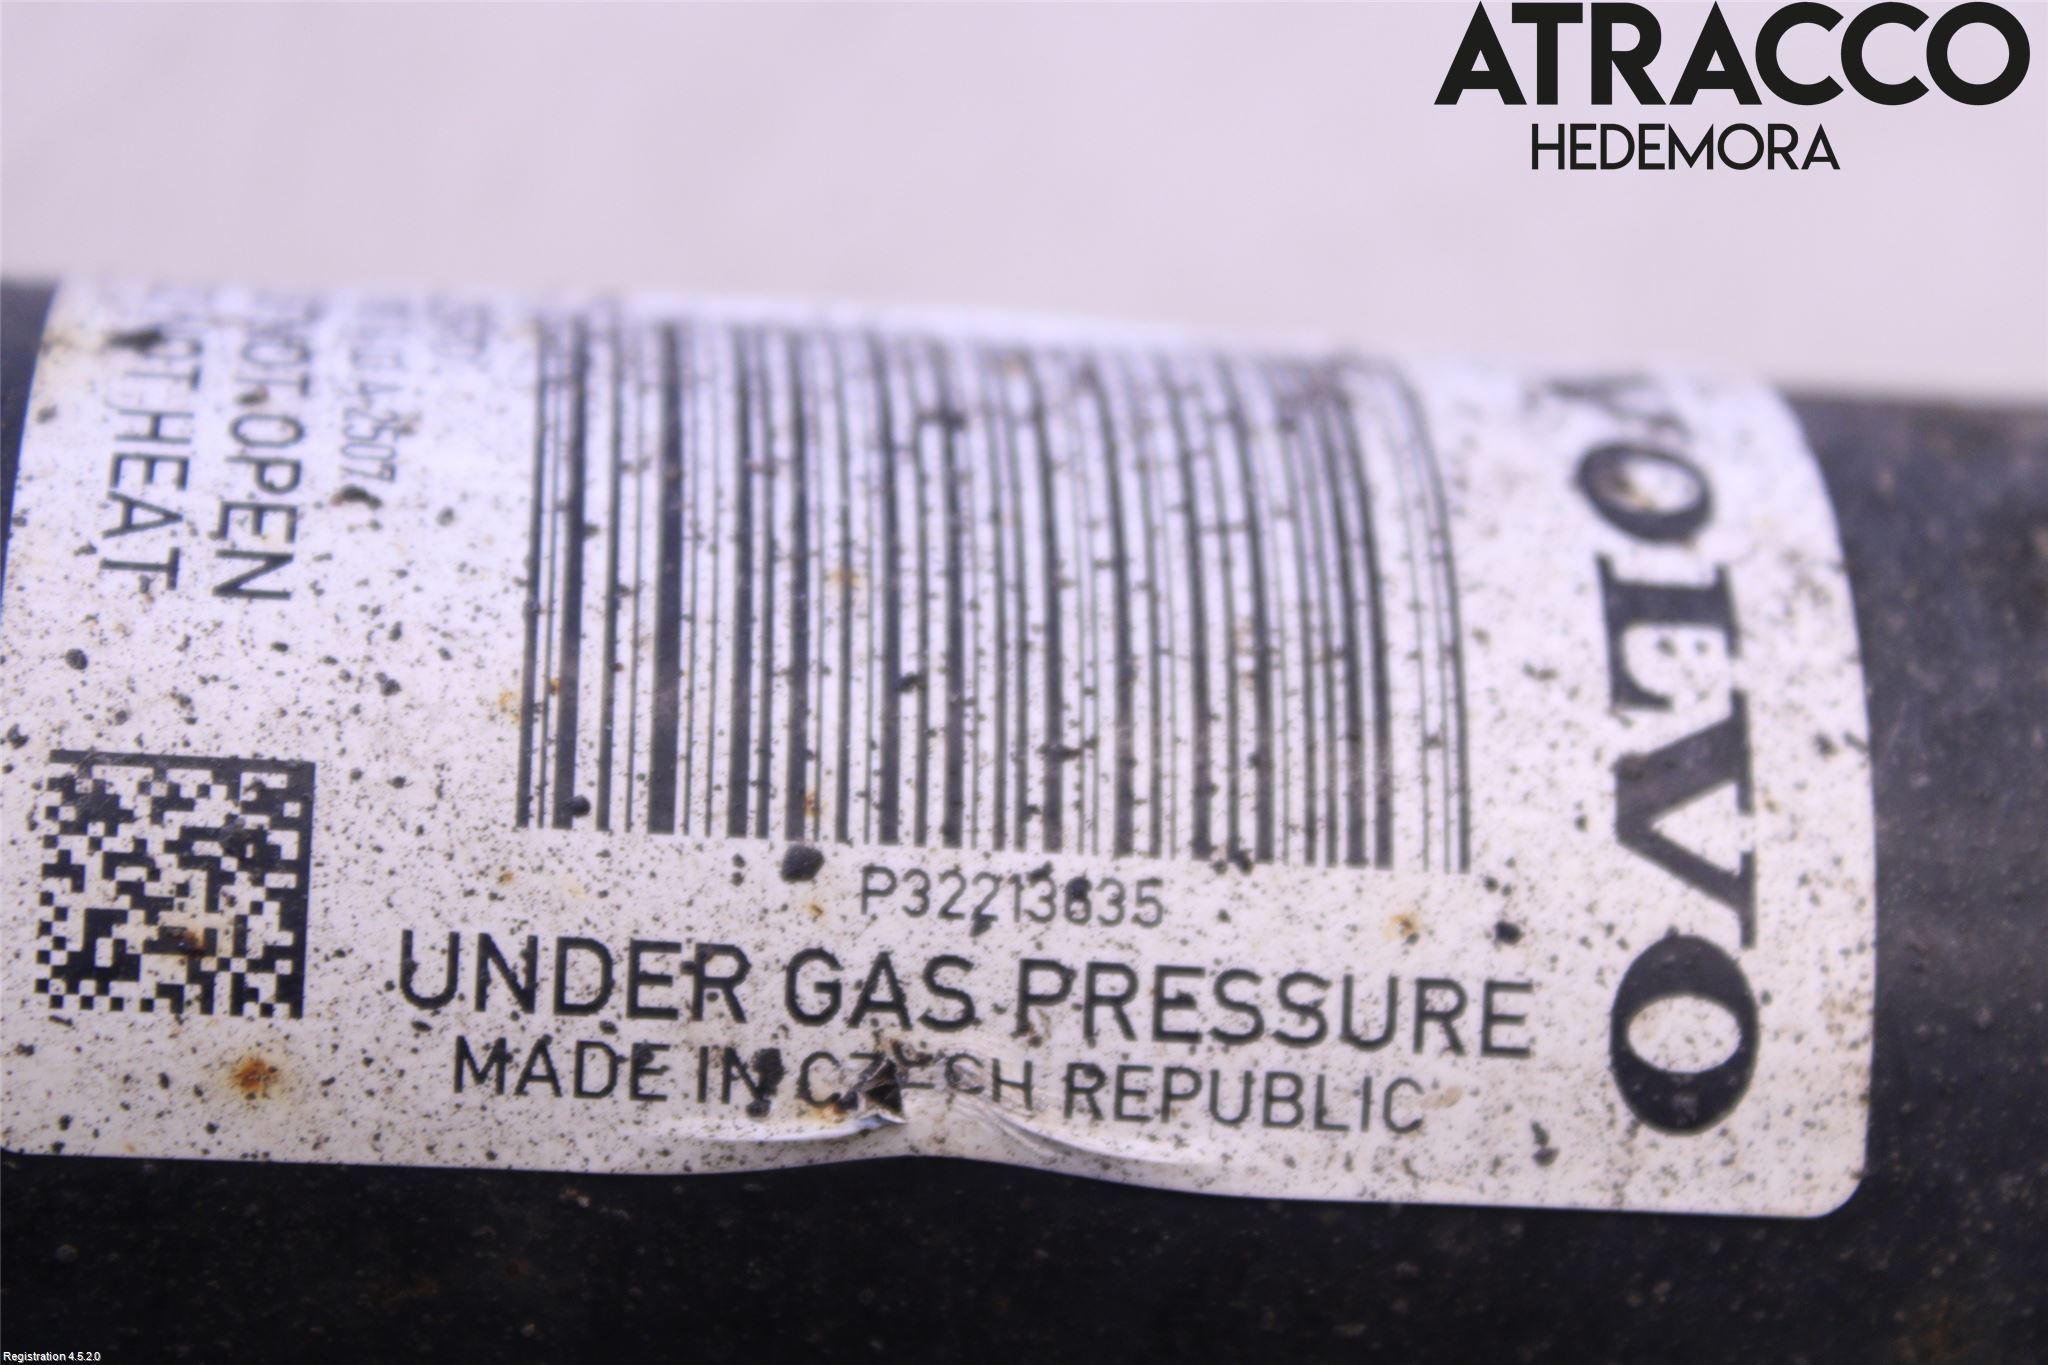 ATRACCO
HEDEMORA
VOLVO
P32213635
UNDER GAS PRESSURE
MADE IN CZECH REPUBLIC
NOT OPEN
NOT HEAT
Registration 4.5.2.0